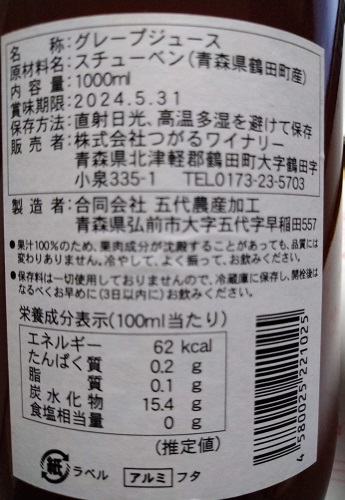 名称:グレープジュース
原材料名:スチューベン(青森県鶴田町産)
内容量:1000ml
賞味期限:2024.5.31
保存方法:直射日光、高温多湿を避けて保存
販売者:株式会社つがるワイナリー
青森県北津軽郡鶴田町大字鶴田字
小泉335-1 TEL0173-23-5703
製造者:合同会社 五代農産加工
青森県弘前市大字五代字早稲田557
●果汁100%のため、果肉成分が沈殿することがあっても、品質には
変わりありません。冷やして、よく振って、お飲みください。
●保存料は一切使用しておりませんので、冷蔵庫に保存し、開栓後は
なるべくお早めに(3日以内に)お飲みください。
栄養成分表示(100ml当たり)
エネルギー 62 kcal
たんぱく質 0.2 g
脂質 0.1 g
炭水化物 15.4 g
食塩相当量 0 g
(推定値)
紙 ラベル アルミ フタ
4580025221025